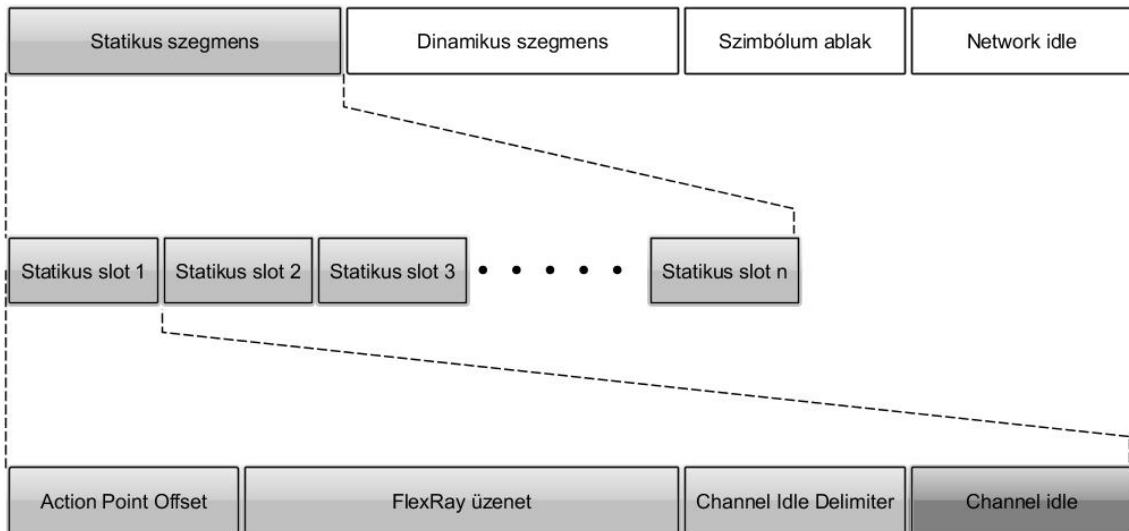 Statikus szegmens
Dinamikus szegmens
Szimbólum ablak
Network idle
Statikus slot 1
Statikus slot 2
Statikus slot 3
Statikus slot n
Action Point Offset
FlexRay üzenet
Channel Idle Delimiter
Channel idle